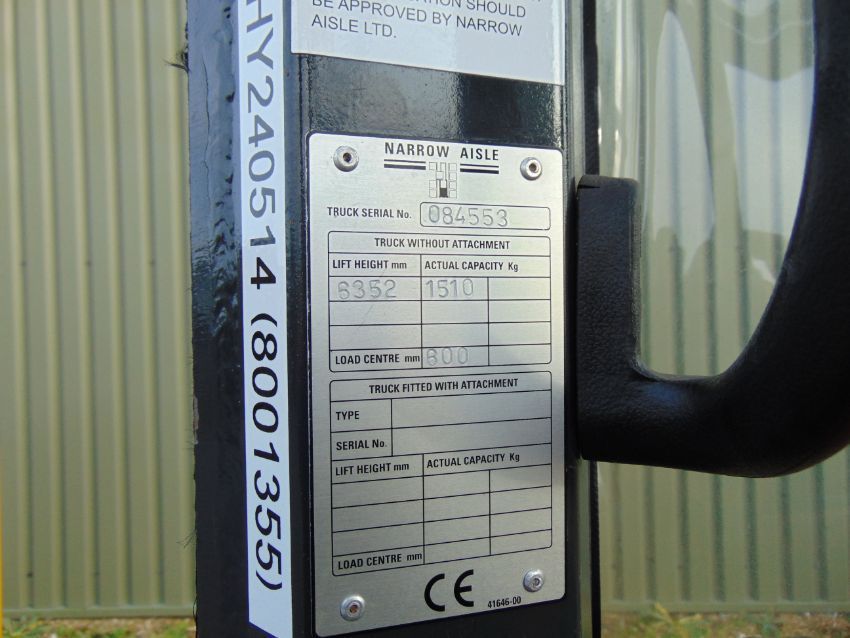 HY240514 (8001355)
ATION SHOULD
BE APPROVED BY NARROW
AISLE LTD.
NARROW AISLE
TRUCK SERIAL No. 084553
TRUCK WITHOUT ATTACHMENT
LIFT HEIGHT mm ACTUAL CAPACITY Kg
6352 1510
LOAD CENTRE mm 600
TRUCK FITTED WITH ATTACHMENT
TYPE
SERIAL No.
LIFT HEIGHT mm ACTUAL CAPACITY Kg
LOAD CENTRE mm
CE
41646-00